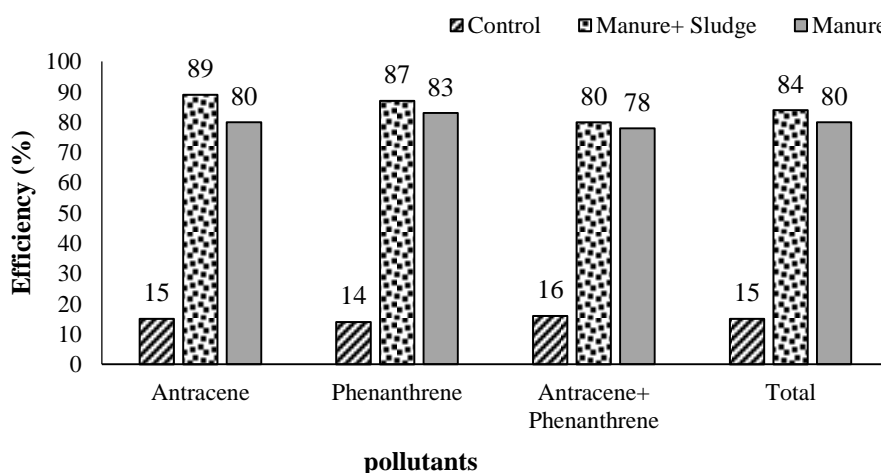 Control Manure+ Sludge Manure
100
90
80
70
60
50
40
30
20
10
0
Efficiency (%)
15 89 80
14 87 83
16 80 78
15 84 80
Antracene
Phenanthrene
Antracene+
Phenanthrene
Total
pollutants